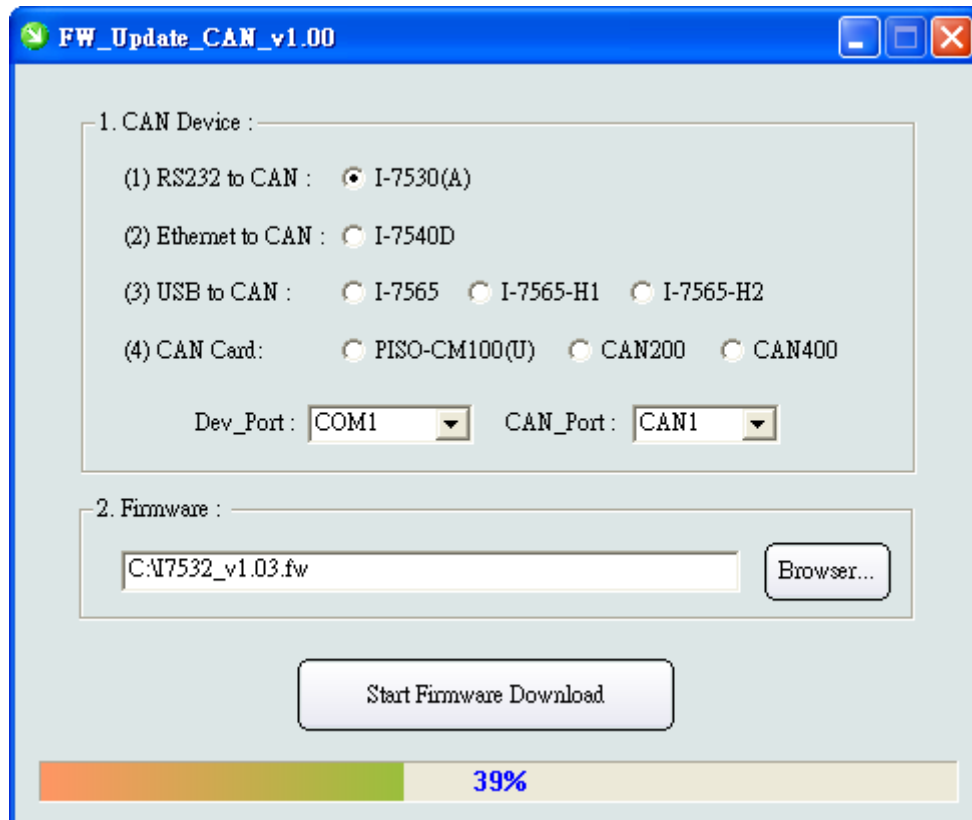 FW_Update_CAN_v1.00
1. CAN Device :
(1) RS232 to CAN : I-7530(A)
(2) Ethernet to CAN : I-7540D
(3) USB to CAN : I-7565 I-7565-H1 I-7565-H2
(4) CAN Card: PISO-CM100(U) CAN200 CAN400
Dev_Port : COM1 CAN_Port : CAN1
2. Firmware :
C:\I7532_v1.03.fw Browser...
Start Firmware Download
39%